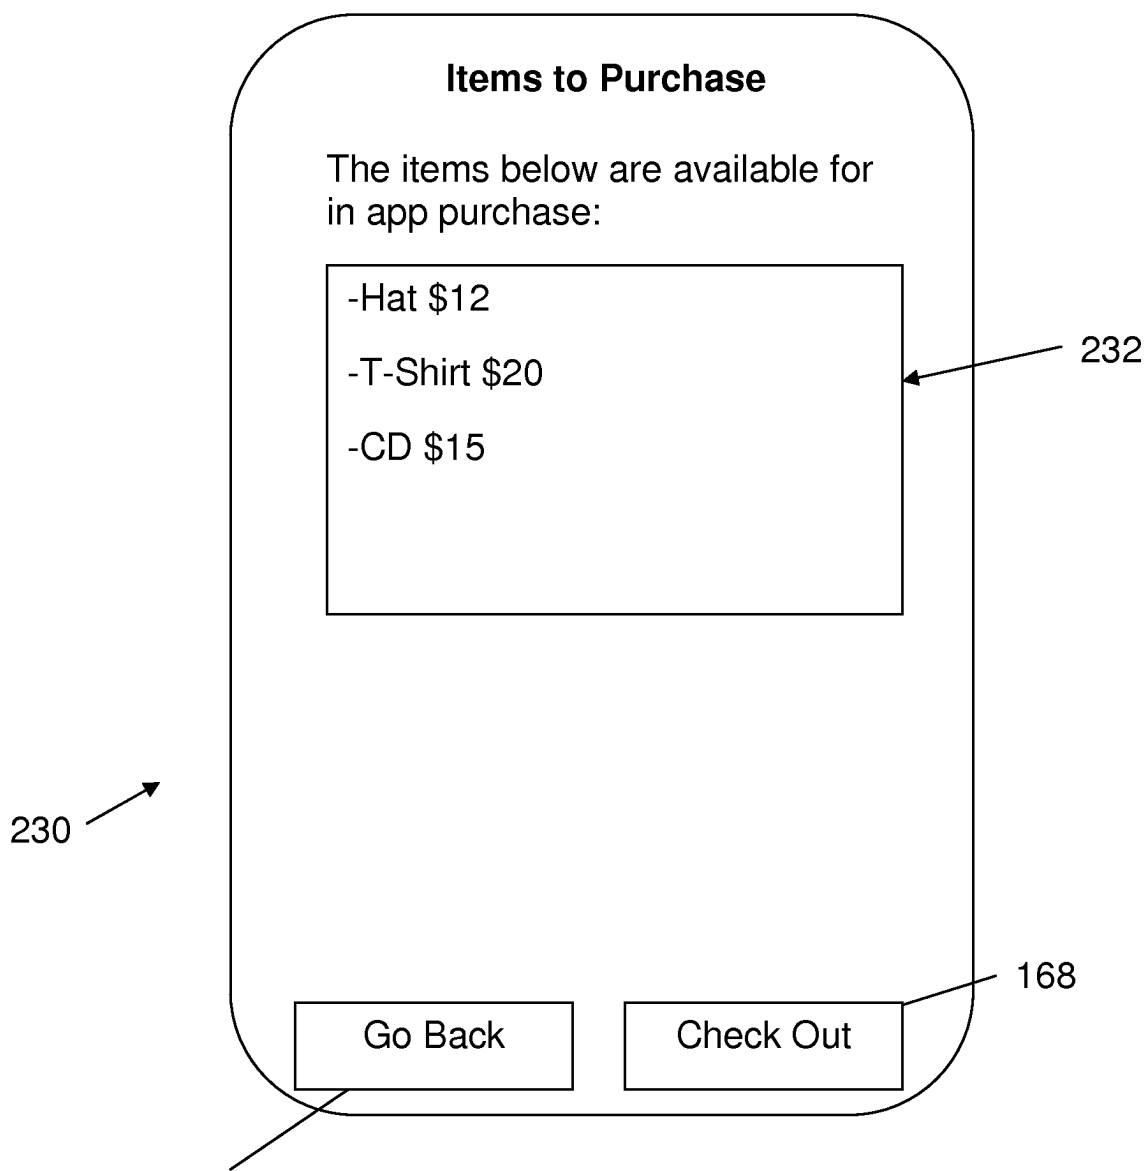 Items to Purchase
The items below are available for
in app purchase:
-Hat $12
-T-Shirt $20
-CD $15
232
230
168
Go Back
Check Out